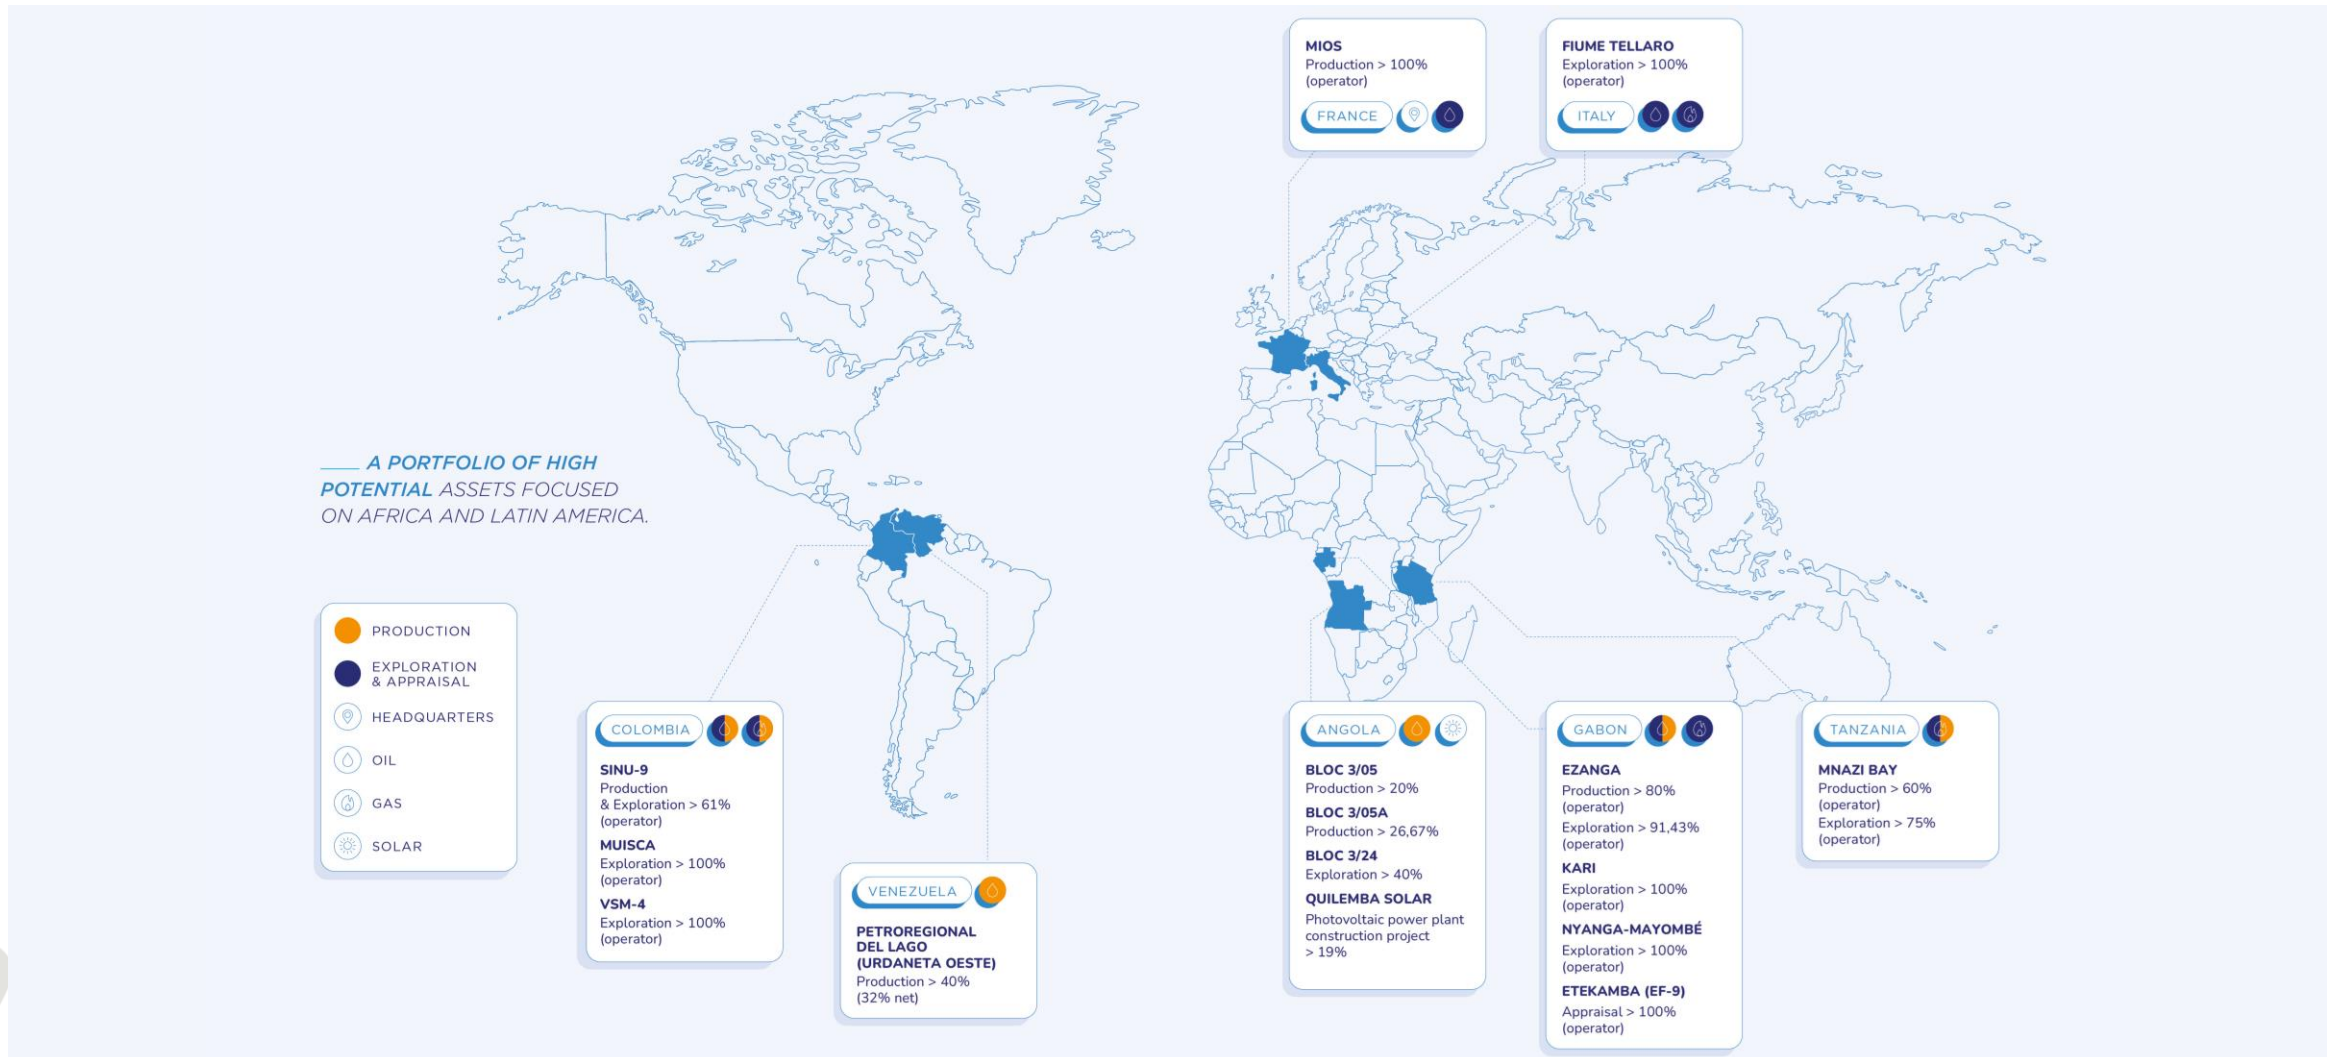 MIOS
Production > 100%
(operator)
FRANCE
FIUME TELLARO
Exploration > 100%
(operator)
ITALY
A PORTFOLIO OF HIGH
POTENTIAL ASSETS FOCUSED
ON AFRICA AND LATIN AMERICA.
PRODUCTION
EXPLORATION
& APPRAISAL
HEADQUARTERS
OIL
GAS
SOLAR
COLOMBIA
SINU-9
Production
& Exploration > 61%
(operator)
MUISCA
Exploration > 100%
(operator)
VSM-4
Exploration > 100%
(operator)
VENEZUELA
PETROREGIONAL
DEL LAGO
(URDANETA OESTE)
Production > 40%
(32% net)
ANGOLA
BLOC 3/05
Production > 20%
BLOC 3/05A
Production > 26,67%
BLOC 3/24
Exploration > 40%
QUILEMBA SOLAR
Photovoltaic power plant
construction project
> 19%
GABON
EZANGA
Production > 80%
(operator)
Exploration > 91,43%
(operator)
KARI
Exploration > 100%
(operator)
NYANGA-MAYOMBÉ
Exploration > 100%
(operator)
ETEKAMBA (EF-9)
Appraisal > 100%
(operator)
TANZANIA
MNAZI BAY
Production > 60%
(operator)
Exploration > 75%
(operator)